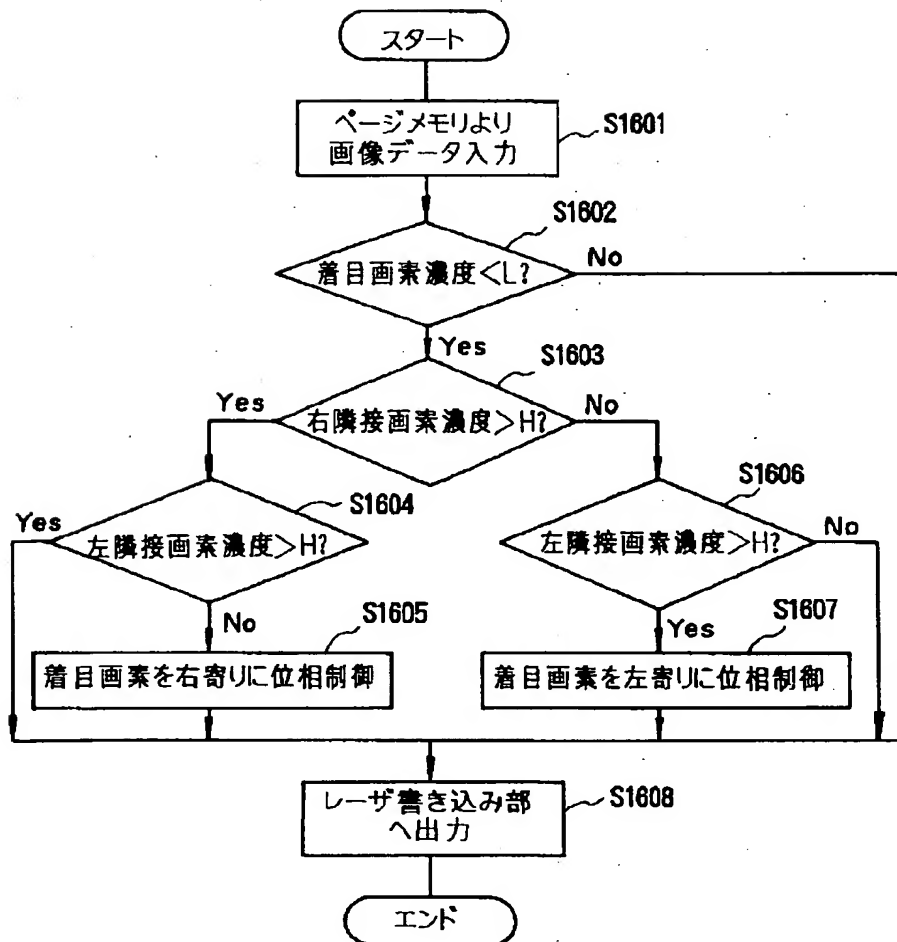 スタート
ページメモリより
画像データ入力
S1601
S1602
着目画素濃度<L?
No
Yes
S1603
Yes
右隣接画素濃度>H?
No
S1604
S1606
Yes
左隣接画素濃度>H?
左隣接画素濃度>H?
No
No
S1605
Yes
S1607
着目画素を右寄りに位相制御
着目画素を左寄りに位相制御
レーザ書き込み部
へ出力
S1608
エンド